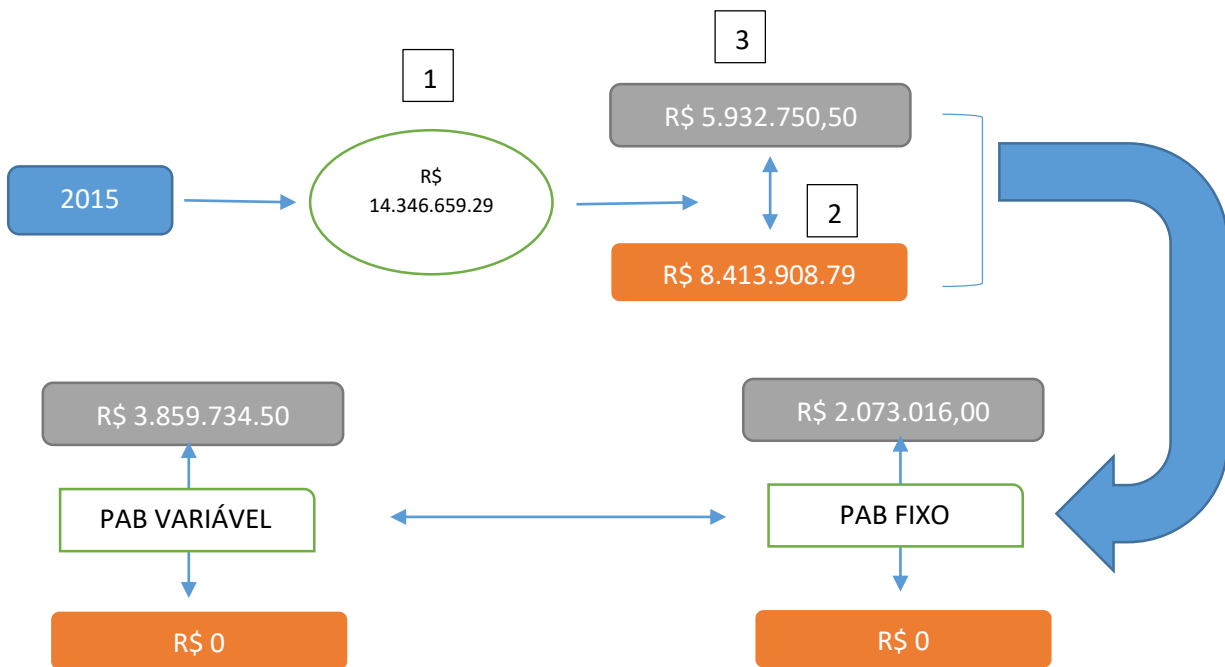 3
1
R$ 5.932.750,50
2015
R$
14.346.659.29
2
R$ 8.413.908.79
R$ 3.859.734.50
R$ 2.073.016,00
PAB VARIÁVEL
PAB FIXO
R$ 0
R$ 0